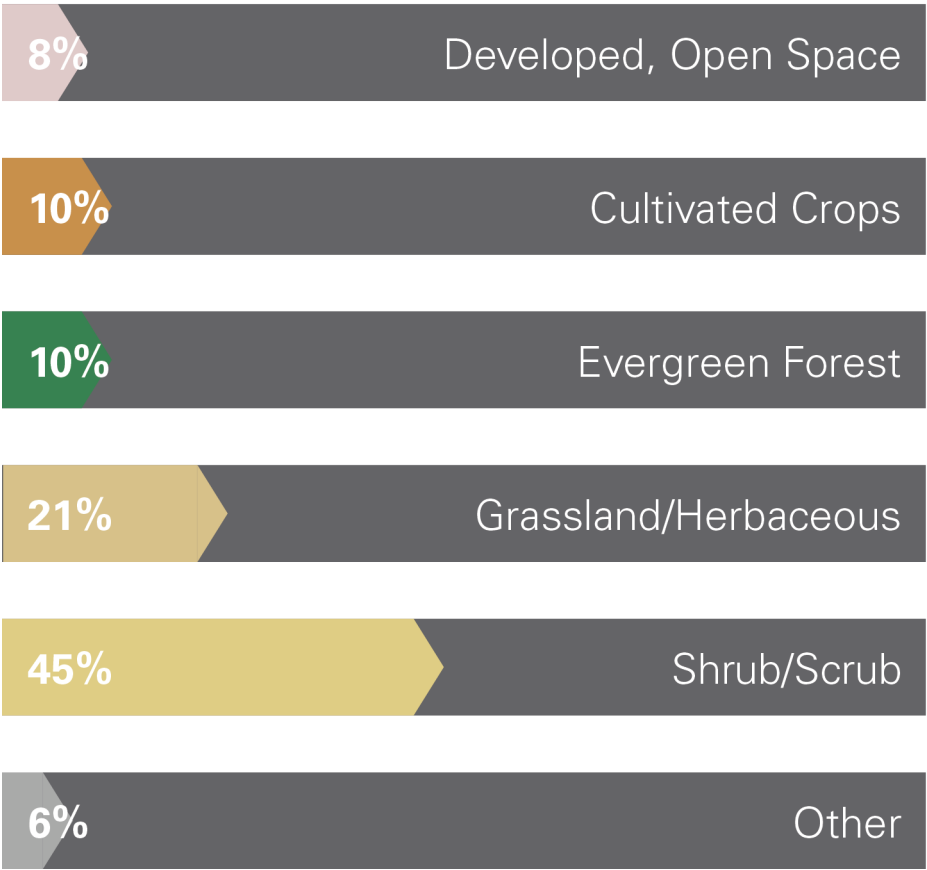 8% Developed, Open Space
10% Cultivated Crops
10% Evergreen Forest
21% Grassland/Herbaceous
45% Shrub/Scrub
6% Other